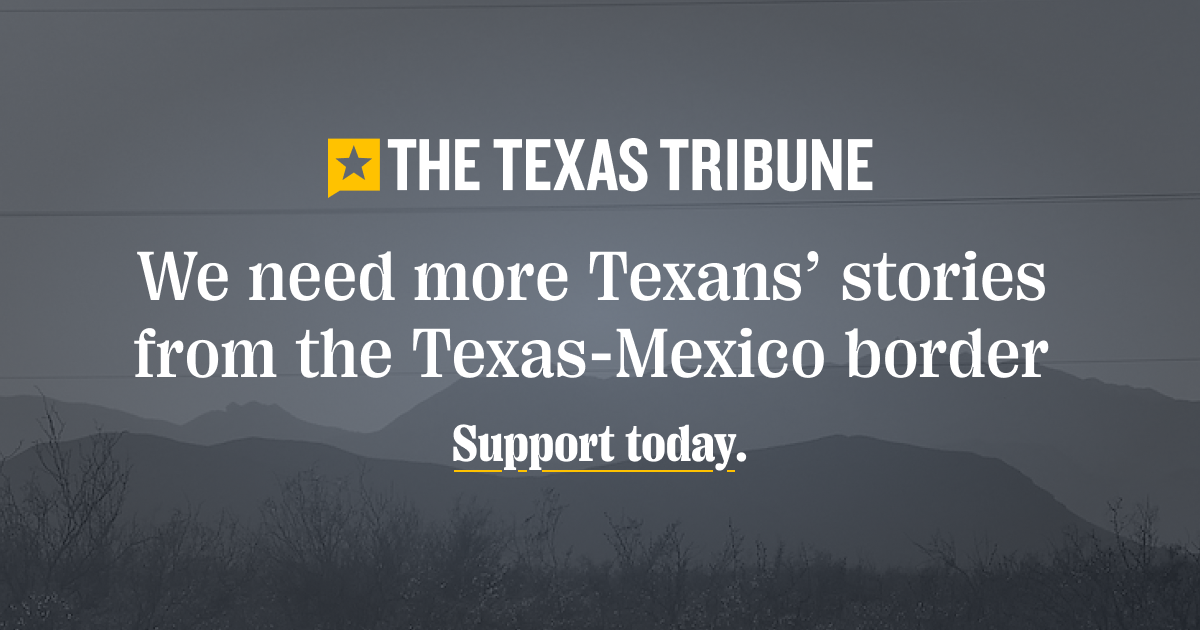 THE TEXAS TRIBUNE
We need more Texans’ stories
from the Texas-Mexico border
Support today.